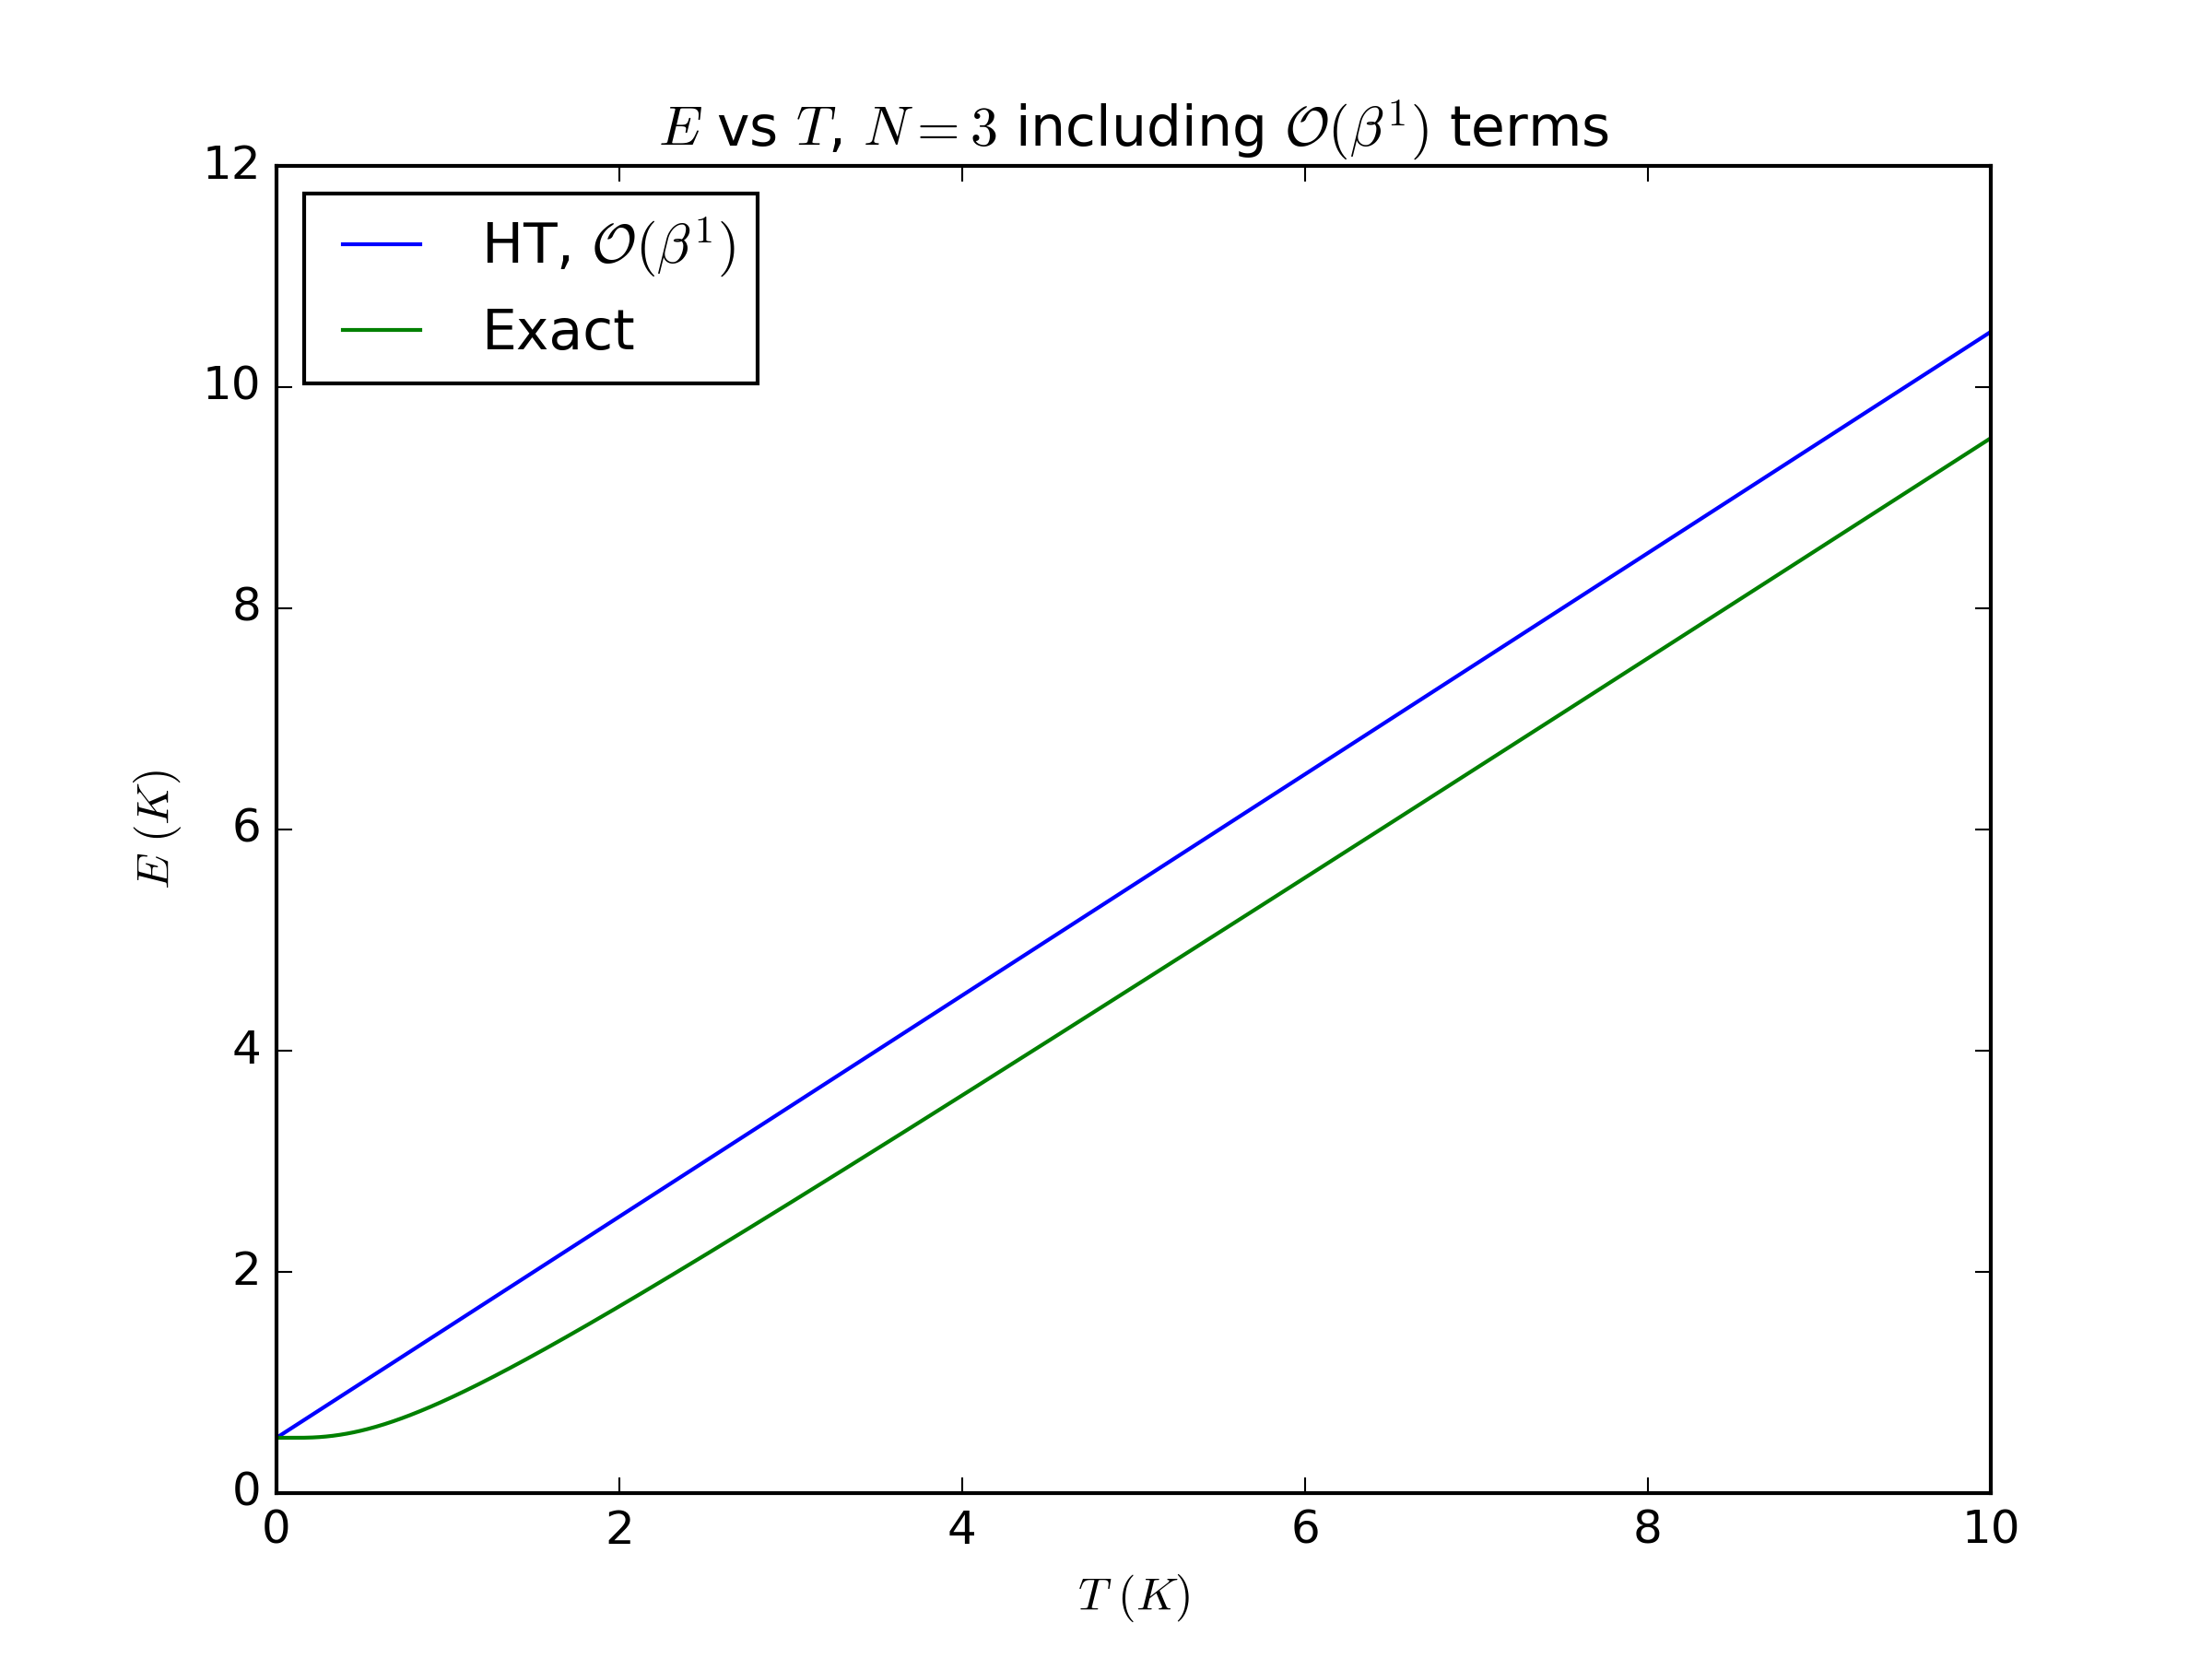 E vs T, N = 3 including 𝒪(β¹) terms
HT, 𝒪(β¹)
Exact
12
10
8
6
4
2
0
E (K)
0 2 4 6 8 10
T (K)